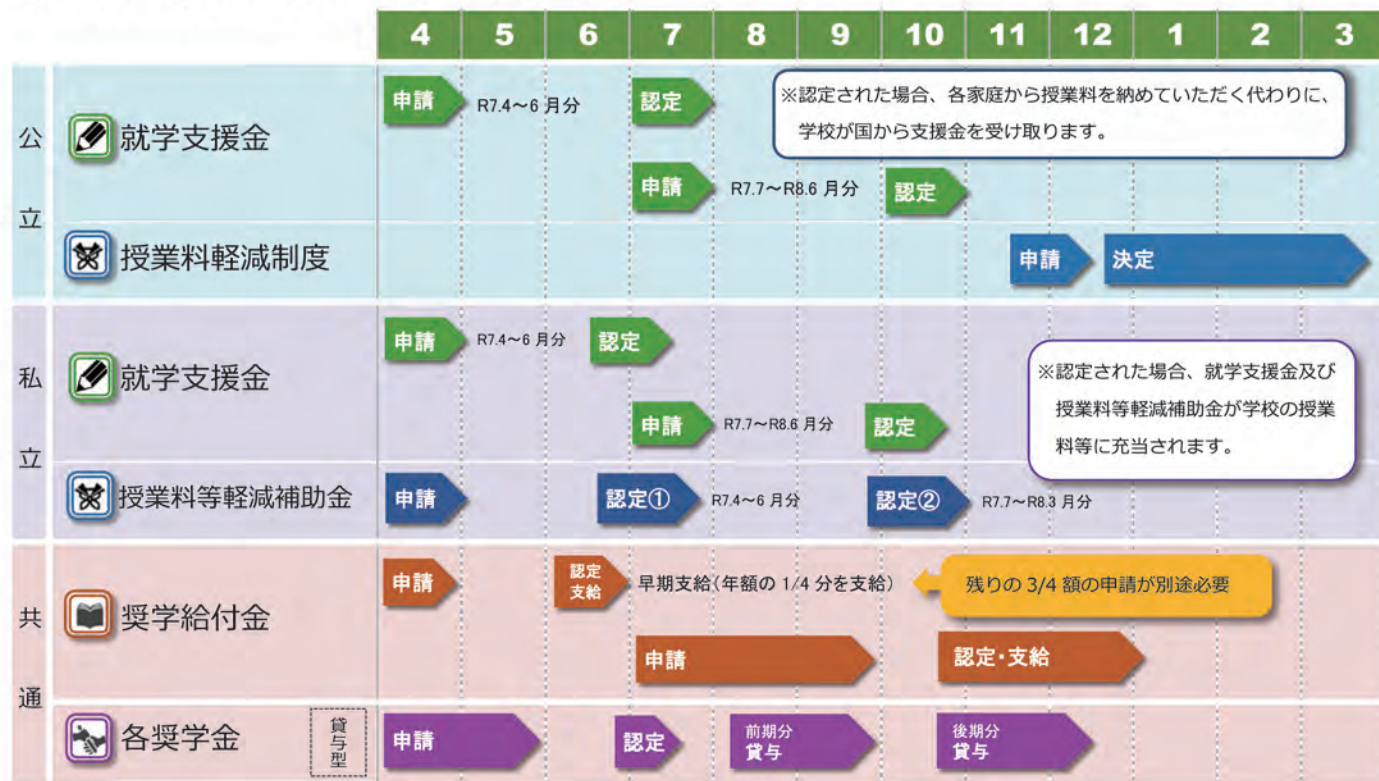 4 5 6 7 8 9 10 11 12 1 2 3
公立
就学支援金
申請
R7.4～6 月分
認定
※認定された場合、各家庭から授業料を納めていただく代わりに、
学校が国から支援金を受け取ります。
申請
R7.7～R8.6 月分
認定
授業料軽減制度
申請
決定
私立
就学支援金
申請
R7.4～6 月分
認定
※認定された場合、就学支援金及び
授業料等軽減補助金が学校の授業
料等に充当されます。
申請
R7.7～R8.6 月分
認定
授業料等軽減補助金
申請
認定①
R7.4～6 月分
認定②
R7.7～R8.3 月分
共通
奨学給付金
申請
認定
支給
早期支給（年額の 1/4 分を支給）
残りの 3/4 額の申請が別途必要
申請
認定・支給
各奨学金
貸与型
申請
認定
前期分
貸与
後期分
貸与